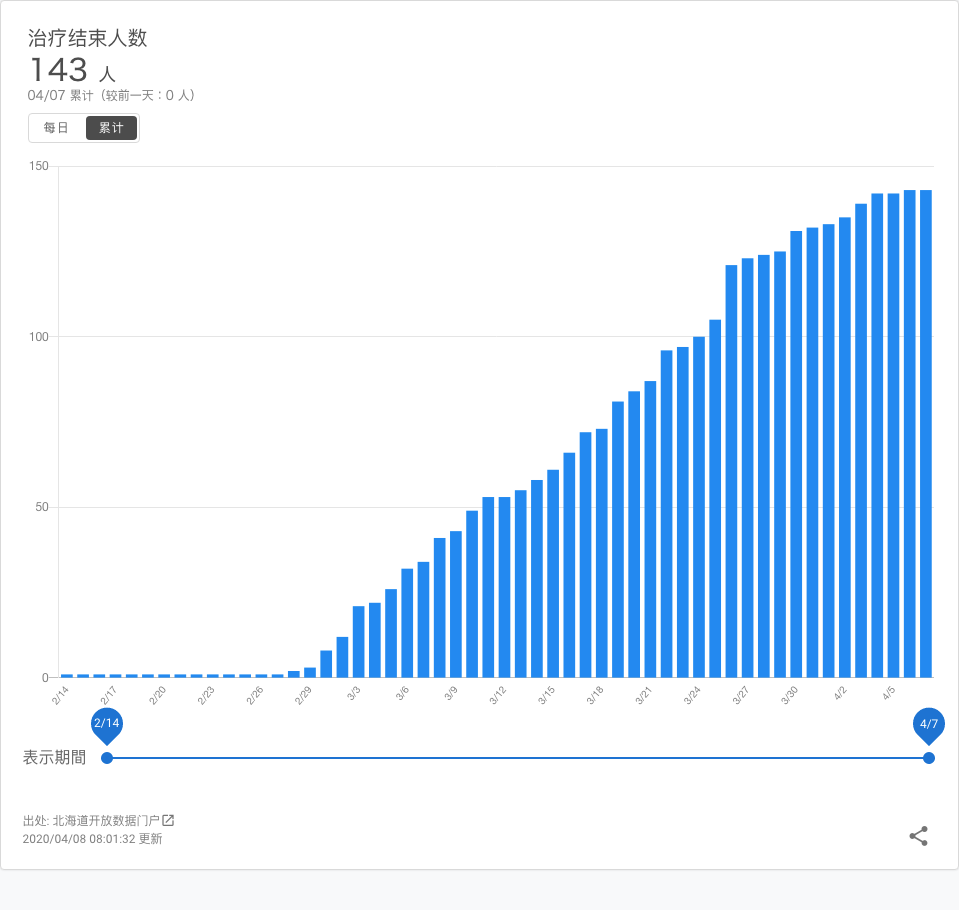 治疗结束人数
143 人
04/07 累计（较前一天：0 人）
每日 累计
150
100
50
0
2/14 2/17 2/20 2/23 2/26 2/29 3/3 3/6 3/9 3/12 3/15 3/18 3/21 3/24 3/27 3/30 4/2 4/5
2/14 4/7
表示期間
出处: 北海道开放数据门户
2020/04/08 08:01:32 更新